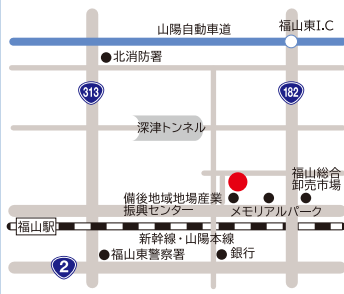 山陽自動車道
福山東I.C
北消防署
313
182
深津トンネル
福山総合
卸売市場
備後地域地場産業
振興センター
メモリアルパーク
福山駅
新幹線・山陽本線
2
福山東警察署
銀行